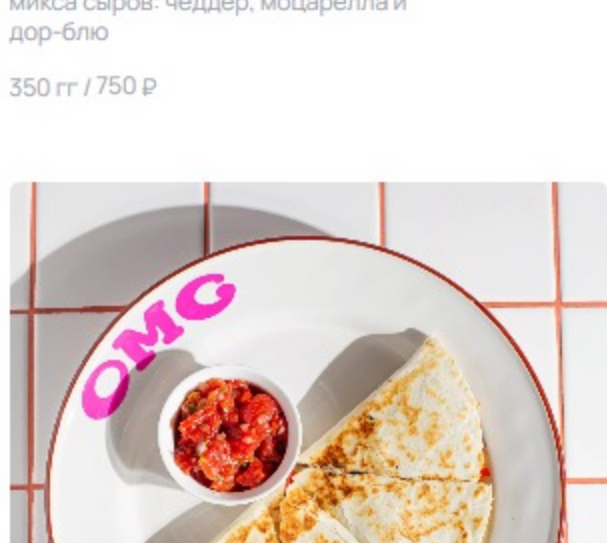 микса сыров: чеддер, моцарелла и
дор-блю
350 гг / 750 ₽
OMG